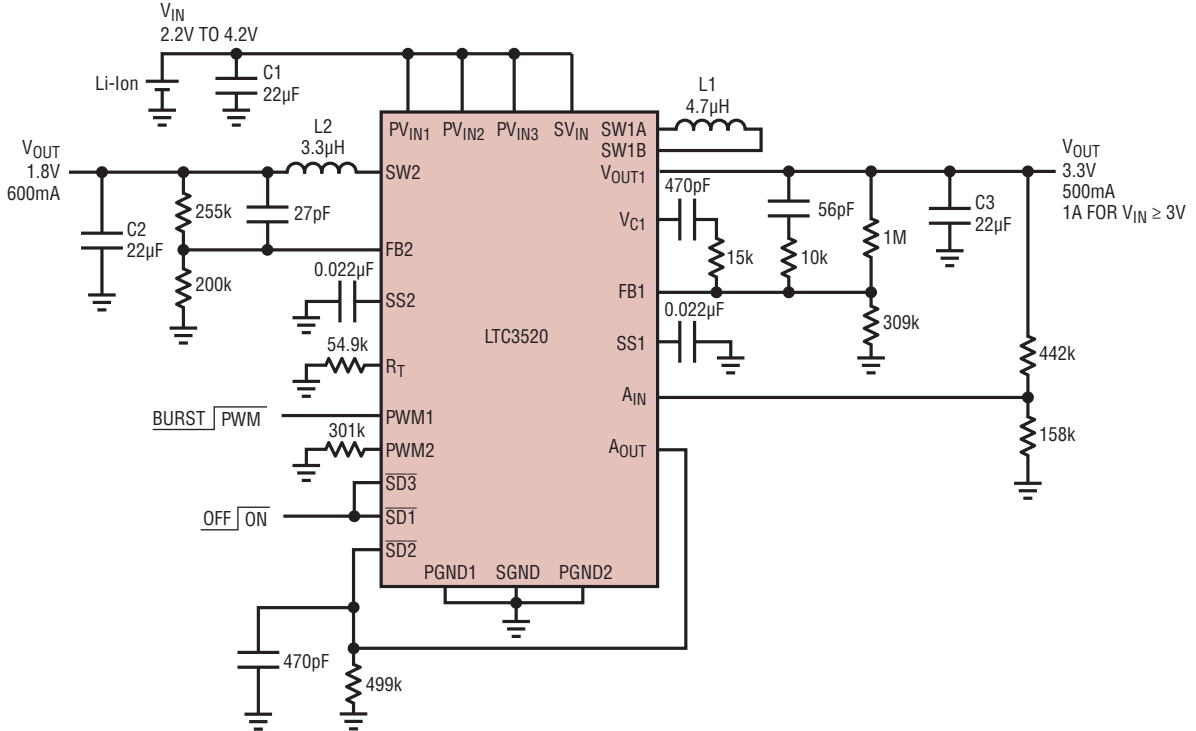 VIN
2.2V TO 4.2V
Li-Ion
C1
22µF
L1
4.7µH
L2
3.3µH
PVIN1 PVIN2 PVIN3 SVIN
SW1A
SW1B
VOUT
1.8V
600mA
SW2
VOUT1
VOUT
3.3V
500mA
1A FOR VIN ≥ 3V
255k
27pF
C2
22µF
FB2
200k
470pF
VC1
15k
56pF
10k
1M
C3
22µF
0.022µF
SS2
FB1
0.022µF
309k
LTC3520
SS1
54.9k
RT
442k
AIN
BURST PWM
PWM1
301k
PWM2
AOUT
158k
SD3
OFF ON
SD1
SD2
PGND1 SGND PGND2
470pF
499k